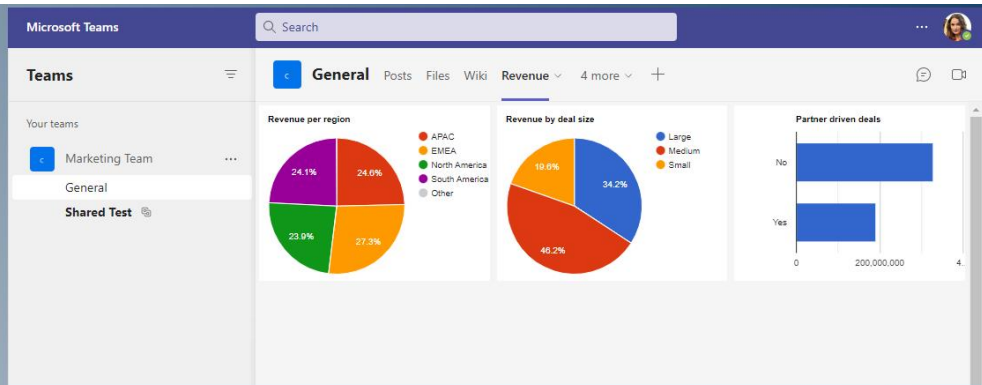 Microsoft Teams
Search
...
Teams
c
General
Posts
Files
Wiki
Revenue
4 more
Your teams
c
Marketing Team
...
General
Shared Test
Revenue per region
24.1%
24.6%
23.9%
27.3%
APAC
EMEA
North America
South America
Other
Revenue by deal size
19.6%
34.2%
46.2%
Large
Medium
Small
Partner driven deals
No
Yes
0
200,000,000
4..